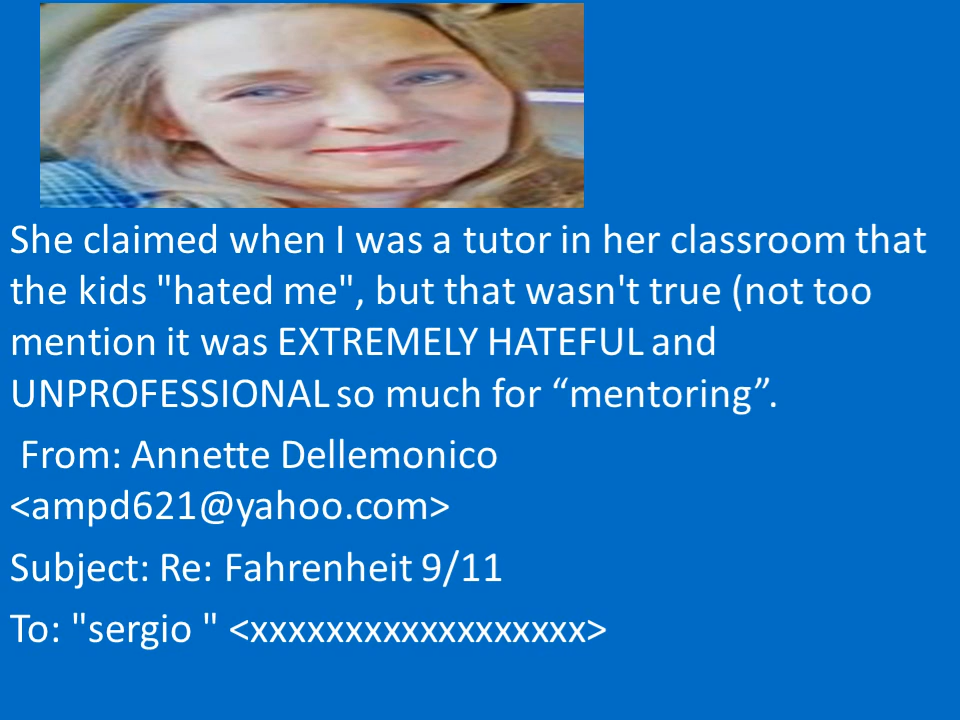 She claimed when I was a tutor in her classroom that
the kids "hated me", but that wasn't true (not too
mention it was EXTREMELY HATEFUL and
UNPROFESSIONAL so much for “mentoring”.
From: Annette Dellemonico
<ampd621@yahoo.com>
Subject: Re: Fahrenheit 9/11
To: "sergio " <xxxxxxxxxxxxxxxxxx>